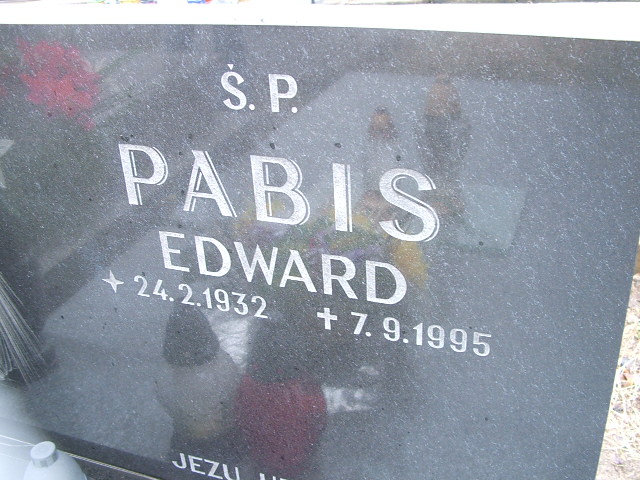 Ś.P.
PABIS
EDWARD
24.2.1932 ✝ 7.9.1995
JEZU